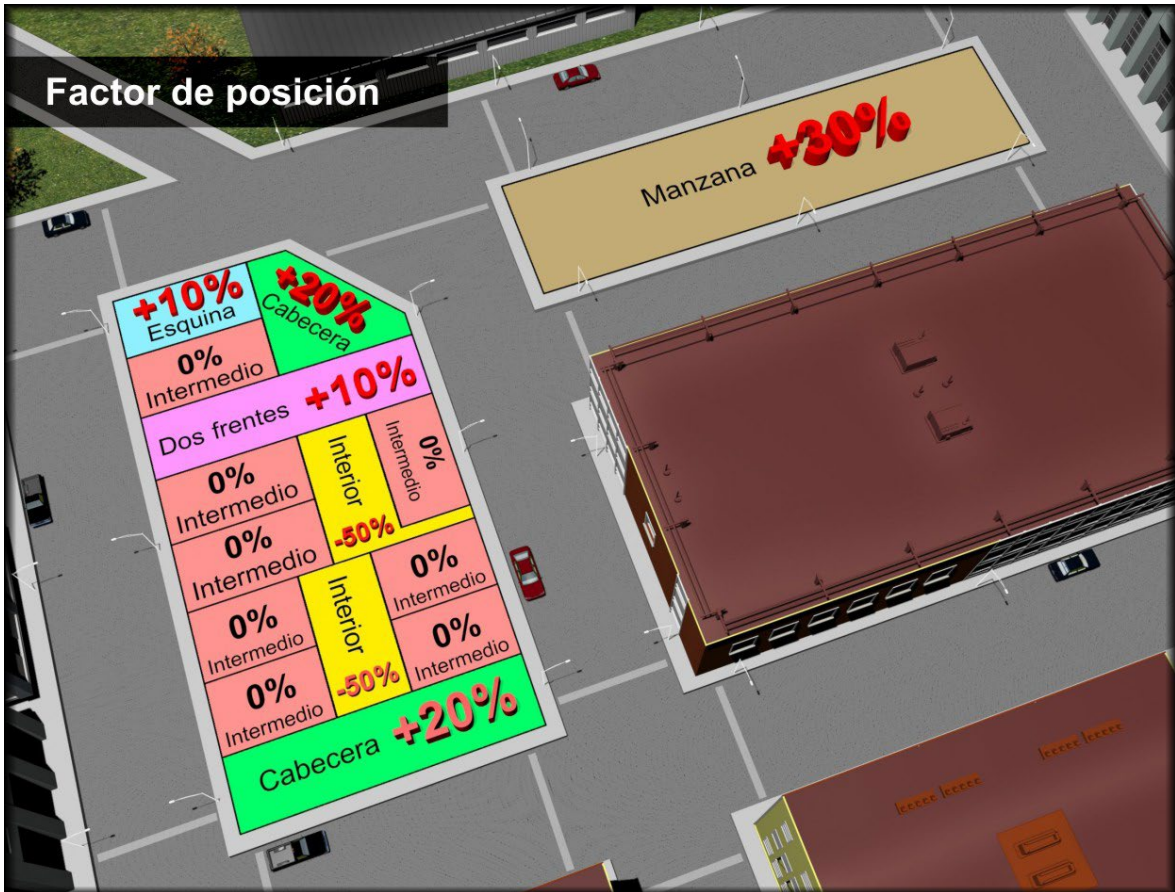 Factor de posición
Manzana +30%
+10%
Esquina
+20%
Cabecera
0%
Intermedio
Dos frentes +10%
0%
Intermedio
Interior
-50%
0%
Intermedio
0%
Intermedio
0%
Intermedio
0%
Intermedio
Interior
-50%
0%
Intermedio
0%
Intermedio
Cabecera +20%